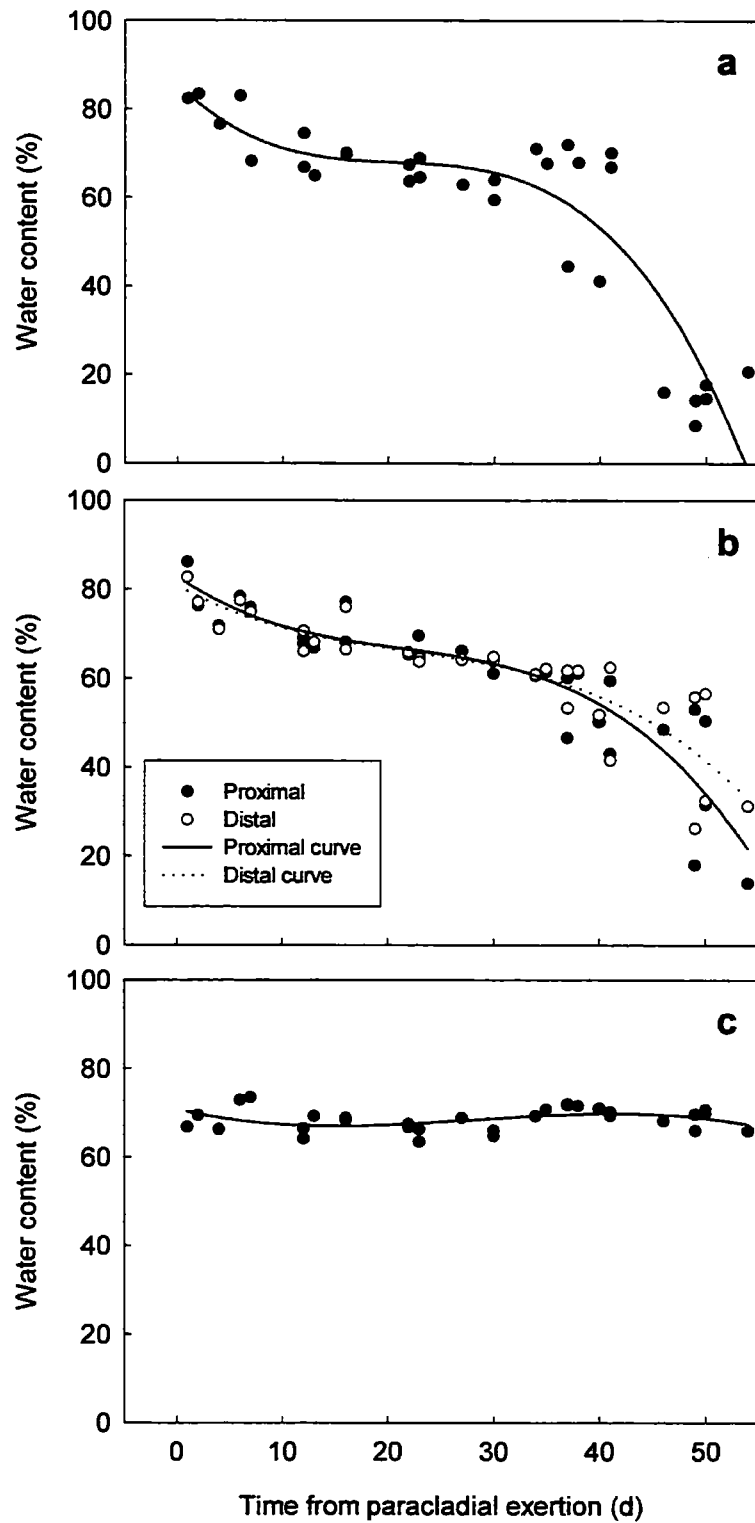 100
80
60
40
20
0
Water content (%)
a
100
80
60
40
20
0
Water content (%)
b
Proximal
Distal
Proximal curve
Distal curve
100
80
60
40
20
0
Water content (%)
c
0 10 20 30 40 50
Time from paracladial exertion (d)